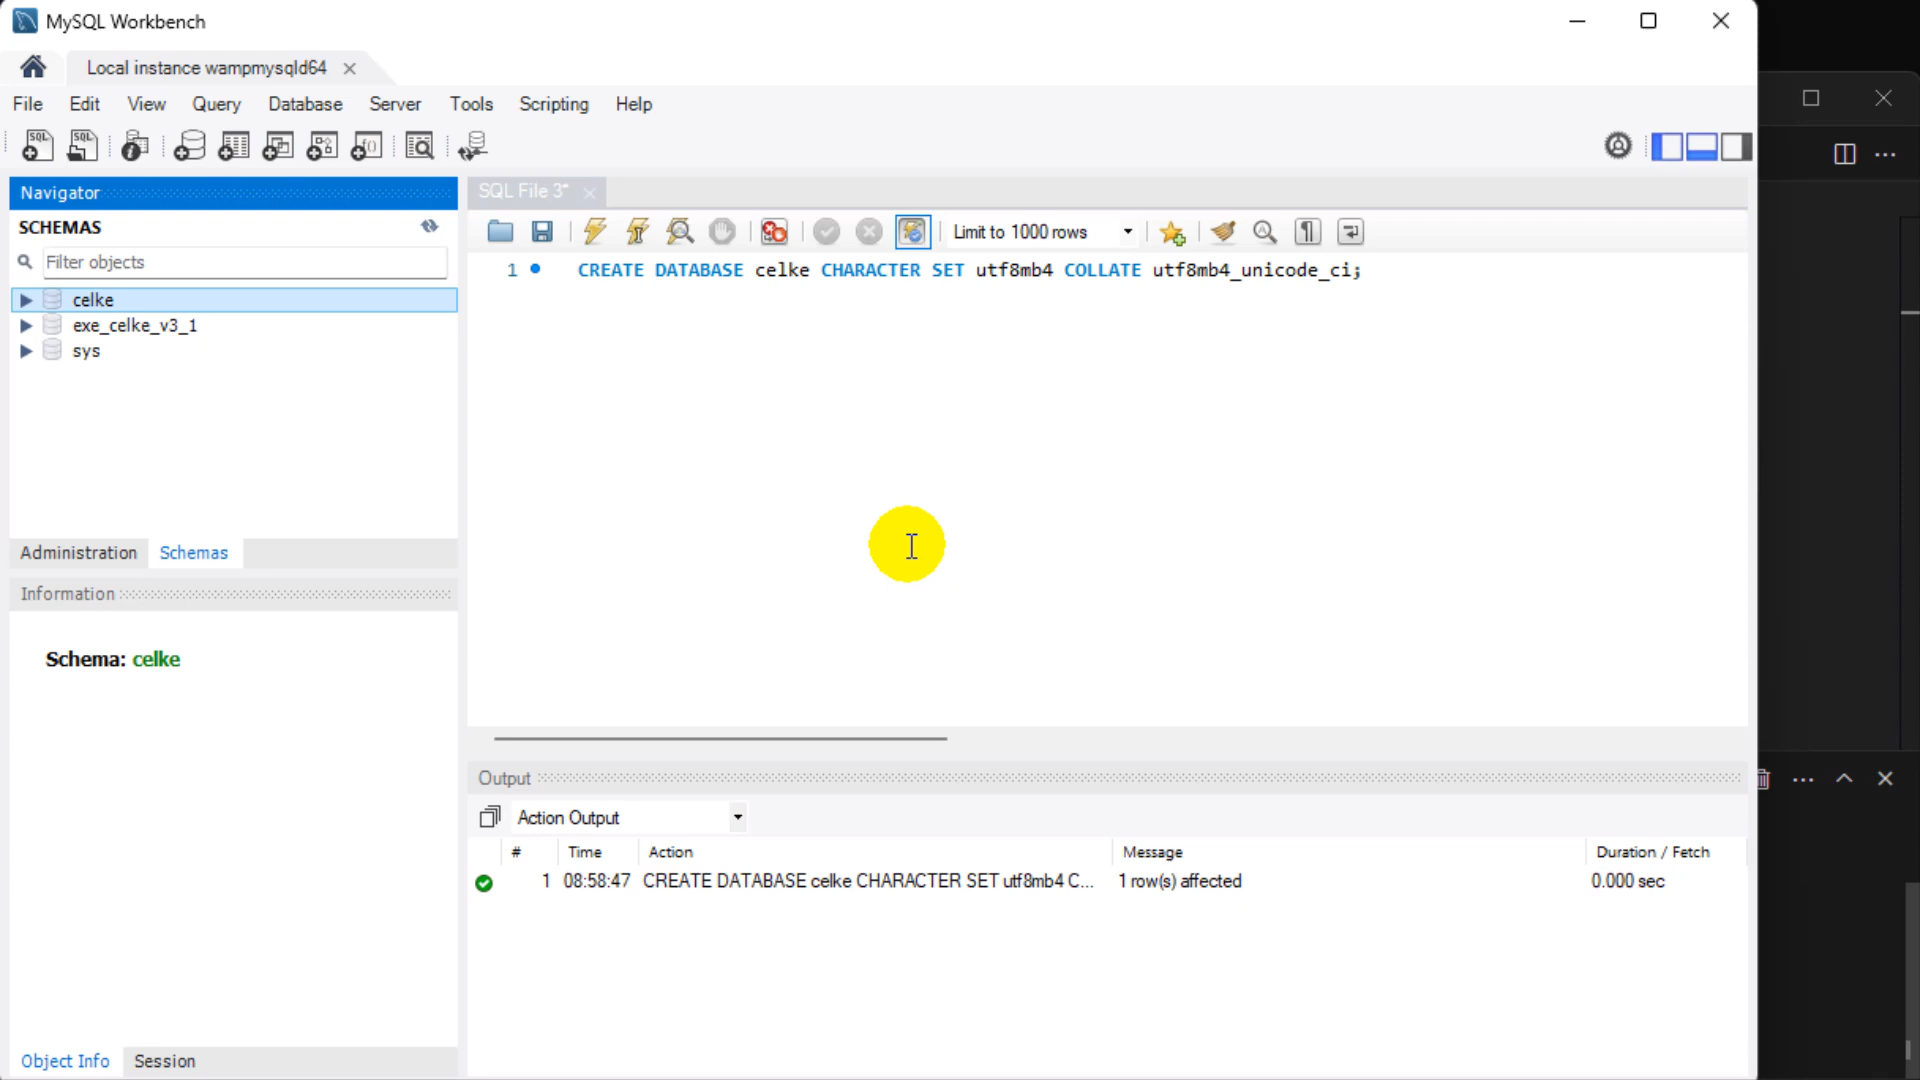 MySQL Workbench
Local instance wampmysqld64
File Edit View Query Database Server Tools Scripting Help
Navigator
SCHEMAS
Filter objects
celke
exe_celke_v3_1
sys
Administration Schemas
Information
Schema: celke
Object Info Session
SQL File 3*
Limit to 1000 rows
1 CREATE DATABASE celke CHARACTER SET utf8mb4 COLLATE utf8mb4_unicode_ci;
Output
Action Output
# Time Action Message Duration / Fetch
1 08:58:47 CREATE DATABASE celke CHARACTER SET utf8mb4 C... 1 row(s) affected 0.000 sec